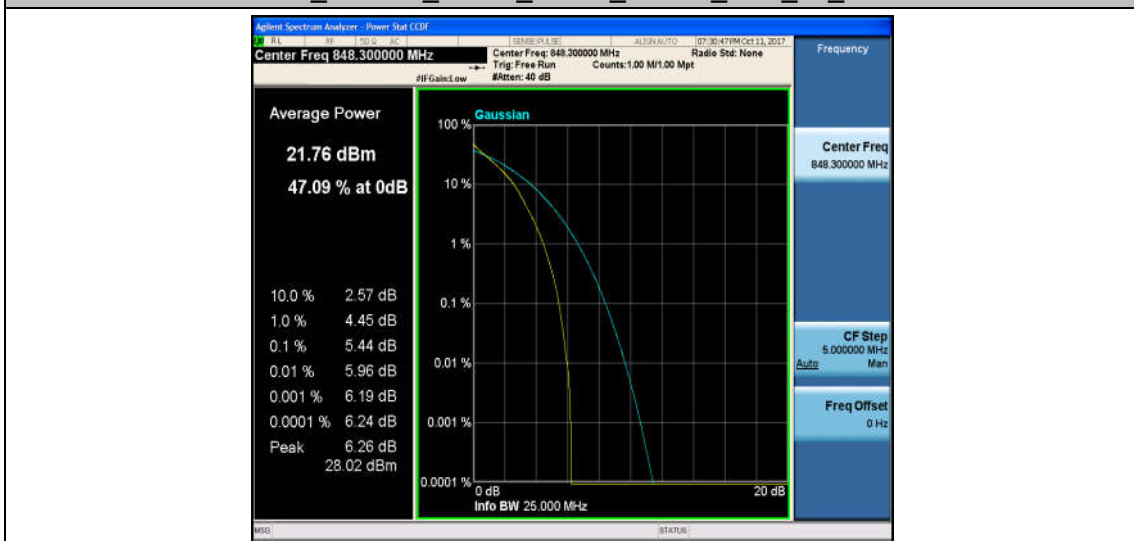 Agilent Spectrum Analyzer - Power Stat CCDF
RL RF 50 Ω AC SENSE:PULSE ALIGN AUTO 07:30:47 PM Oct 11, 2017
Center Freq 848.300000 MHz
Center Freq: 848.300000 MHz Radio Std: None
Trig: Free Run Counts:1.00 M/1.00 Mpt
#IFGain:Low #Atten: 40 dB
Frequency
Average Power
21.76 dBm
47.09 % at 0dB
10.0 % 2.57 dB
1.0 % 4.45 dB
0.1 % 5.44 dB
0.01 % 5.96 dB
0.001 % 6.19 dB
0.0001 % 6.24 dB
Peak 6.26 dB
28.02 dBm
Gaussian
100 %
10 %
1 %
0.1 %
0.01 %
0.001 %
0.0001 %
0 dB 20 dB
Info BW 25.000 MHz
Center Freq
848.300000 MHz
CF Step
5.000000 MHz
Auto Man
Freq Offset
0 Hz
MSG STATUS